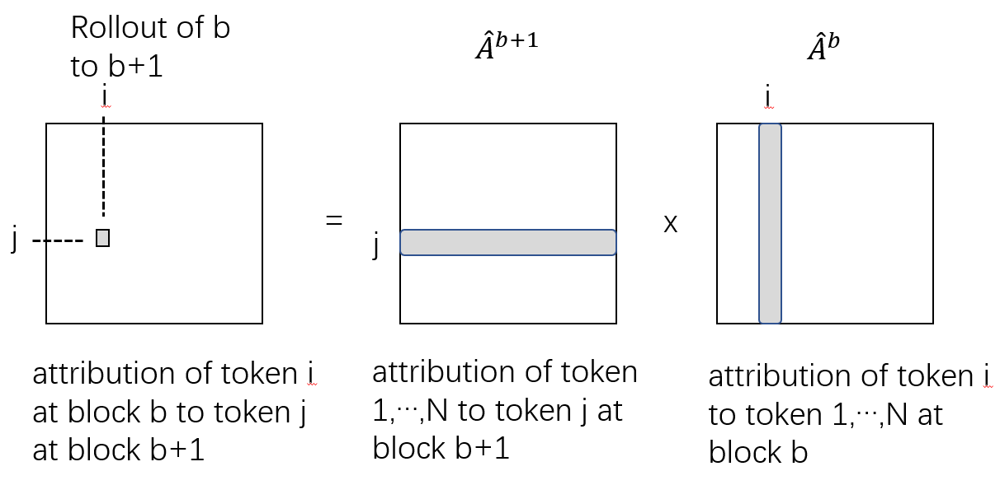 Rollout of b
to b+1
i
j
=
Â^{b+1}
j
x
Â^b
i
attribution of token i
at block b to token j
at block b+1
attribution of token
1,⋯,N to token j at
block b+1
attribution of token i
to token 1,⋯,N at
block b